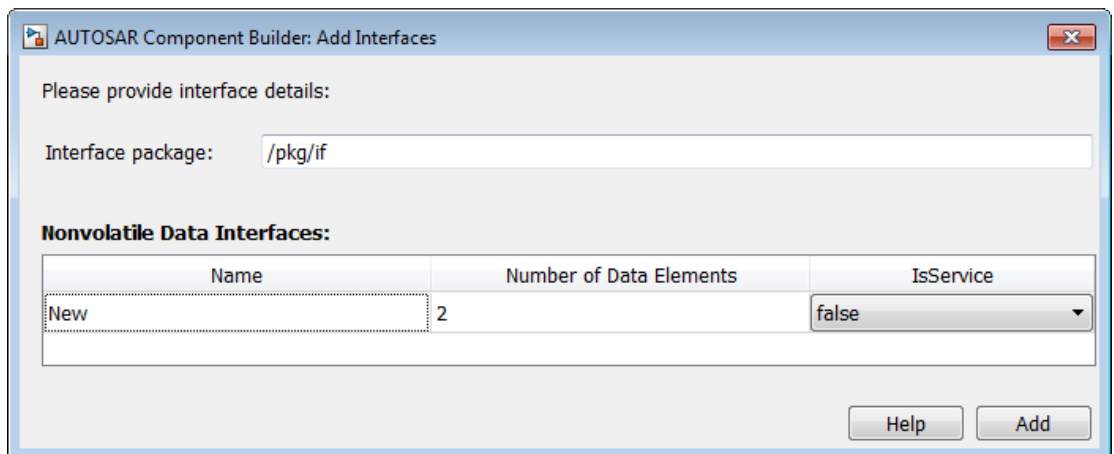 AUTOSAR Component Builder: Add Interfaces
Please provide interface details:
Interface package: /pkg/if
Nonvolatile Data Interfaces:
Name Number of Data Elements IsService
New 2 false
Help Add